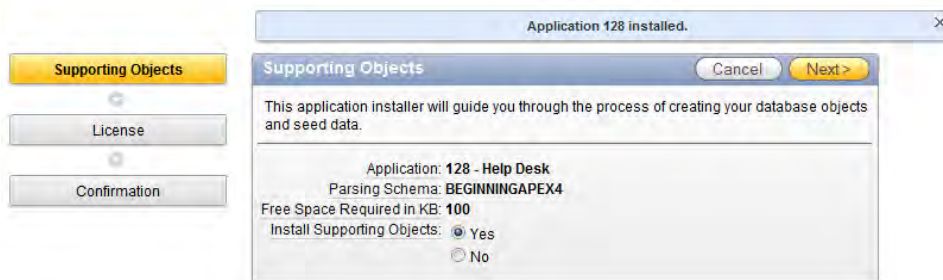 Application 128 installed.
Supporting Objects
License
Confirmation
Supporting Objects
Cancel
Next >
This application installer will guide you through the process of creating your database objects
and seed data.
Application: 128 - Help Desk
Parsing Schema: BEGINNINGAPEX4
Free Space Required in KB: 100
Install Supporting Objects: Yes
No